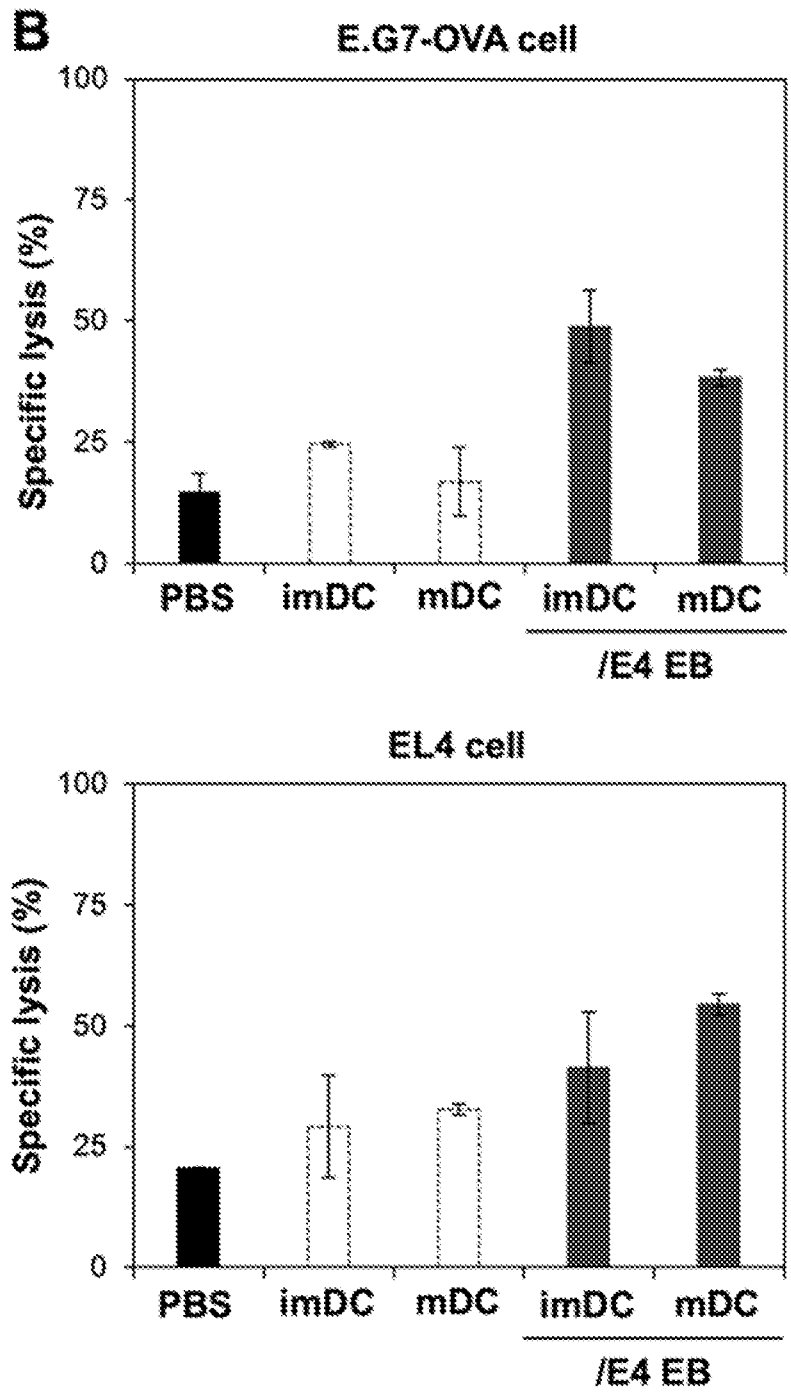 B
E.G7-OVA cell
100
75
50
25
0
Specific lysis (%)
PBS imDC mDC imDC mDC
/E4 EB
EL4 cell
100
75
50
25
0
Specific lysis (%)
PBS imDC mDC imDC mDC
/E4 EB